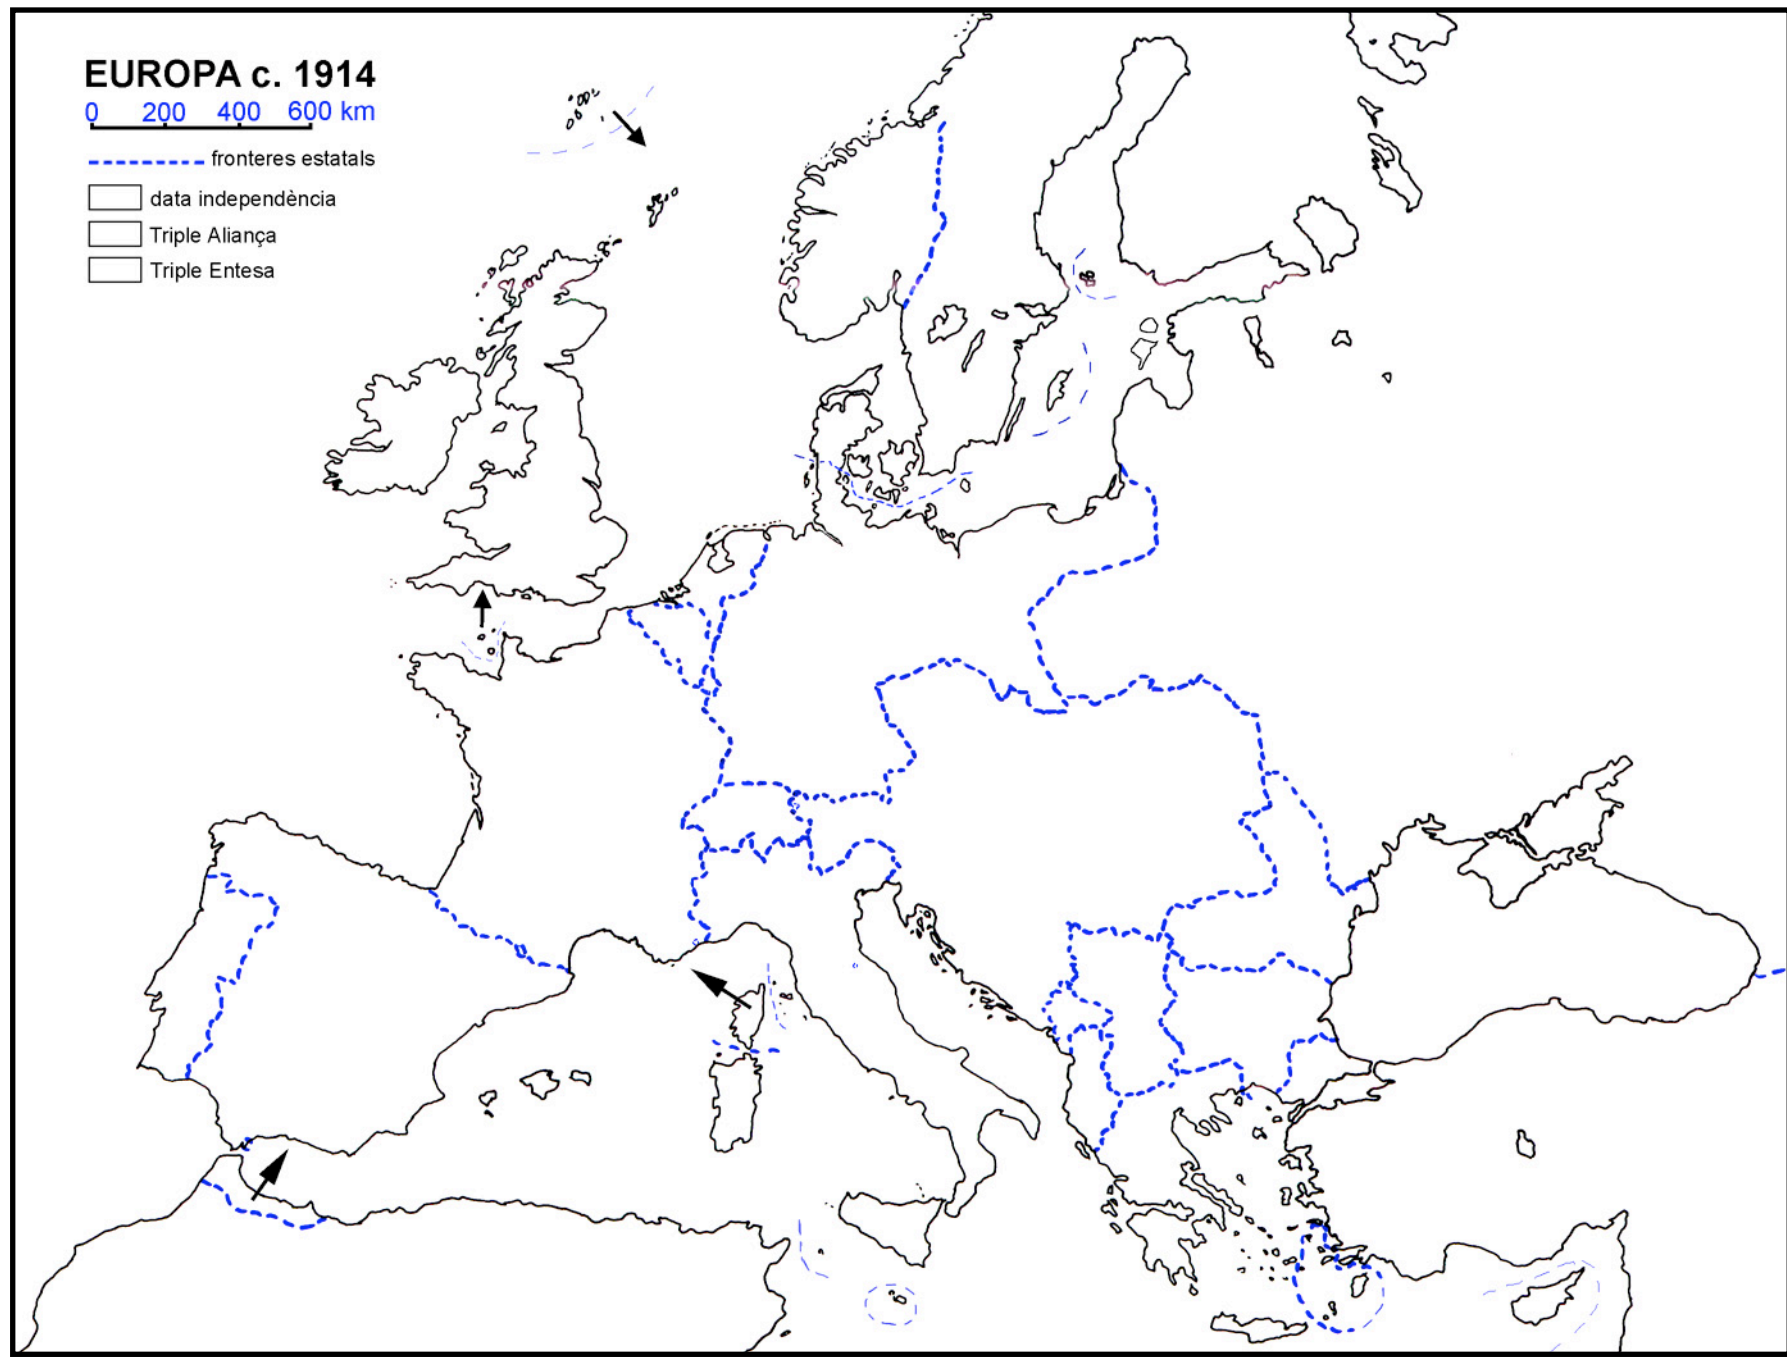 EUROPA c. 1914
0 200 400 600 km
fronteres estatals
data independència
Triple Aliança
Triple Entesa